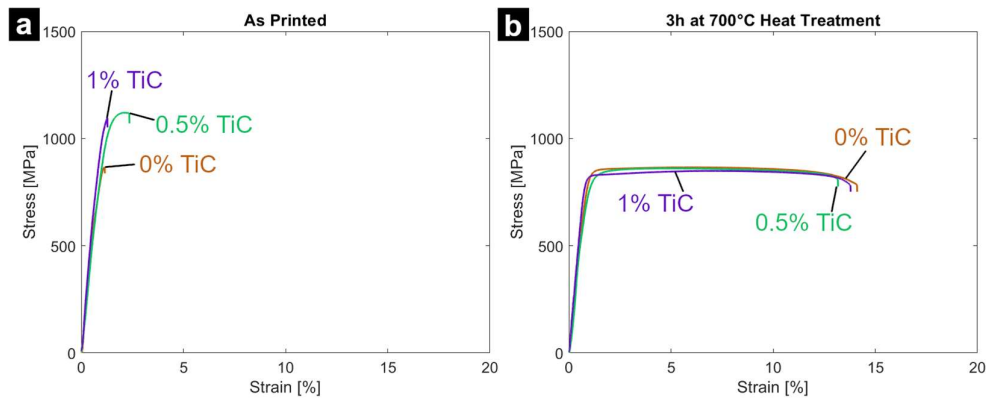 a
As Printed
1500
1000
500
0
Stress [MPa]
1% TiC
0.5% TiC
0% TiC
0
5
10
15
20
Strain [%]
b
3h at 700°C Heat Treatment
1500
1000
500
0
Stress [MPa]
0% TiC
1% TiC
0.5% TiC
0
5
10
15
20
Strain [%]